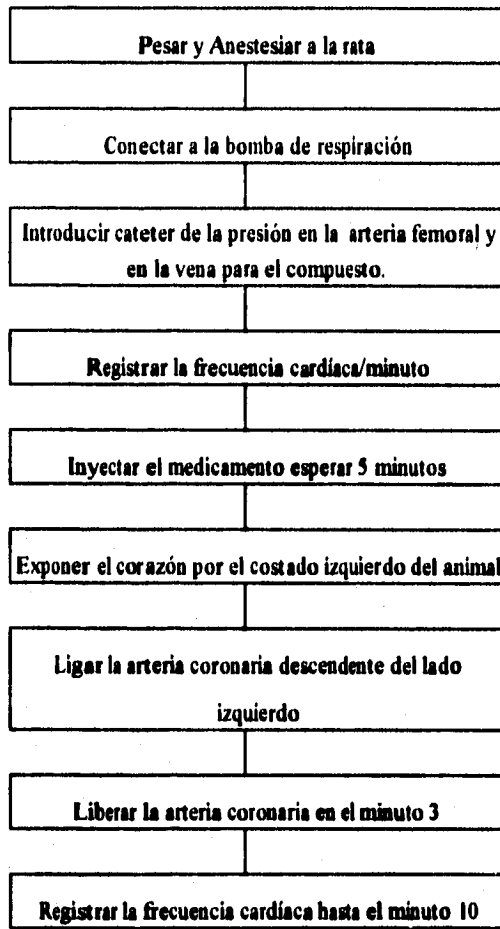 Pesar y Anestesiar a la rata
Conectar a la bomba de respiración
Introducir cateter de la presión en la arteria femoral y
en la vena para el compuesto.
Registrar la frecuencia cardíaca/minuto
Inyectar el medicamento esperar 5 minutos
Exponer el corazón por el costado izquierdo del animal
Ligar la arteria coronaria descendente del lado
izquierdo
Liberar la arteria coronaria en el minuto 3
Registrar la frecuencia cardíaca hasta el minuto 10